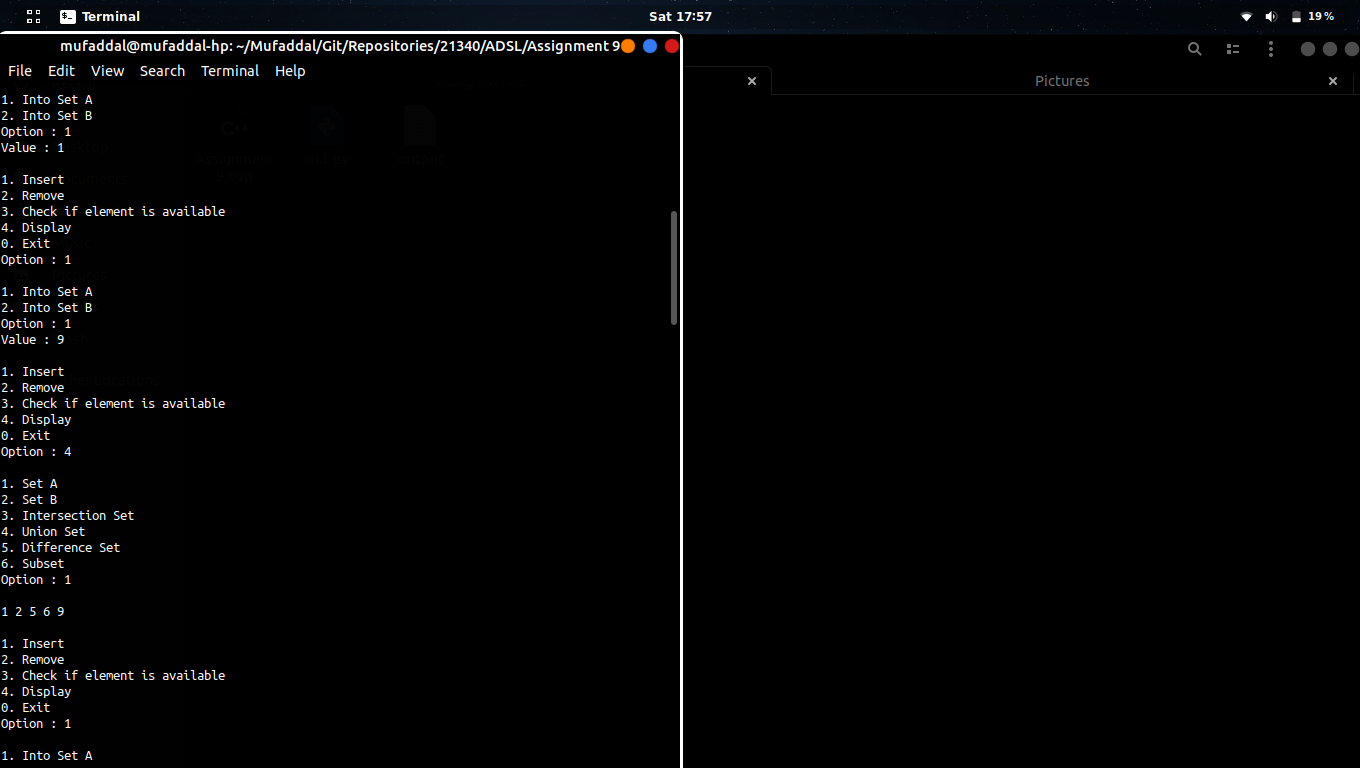 Terminal
Sat 17:57
19%
mufaddal@mufaddal-hp: ~/Mufaddal/Git/Repositories/21340/ADSL/Assignment 9
File Edit View Search Terminal Help
Pictures
1. Into Set A
2. Into Set B
Option : 1
Value : 1
1. Insert
2. Remove
3. Check if element is available
4. Display
0. Exit
Option : 1
1. Into Set A
2. Into Set B
Option : 1
Value : 9
1. Insert
2. Remove
3. Check if element is available
4. Display
0. Exit
Option : 4
1. Set A
2. Set B
3. Intersection Set
4. Union Set
5. Difference Set
6. Subset
Option : 1
1 2 5 6 9
1. Insert
2. Remove
3. Check if element is available
4. Display
0. Exit
Option : 1
1. Into Set A